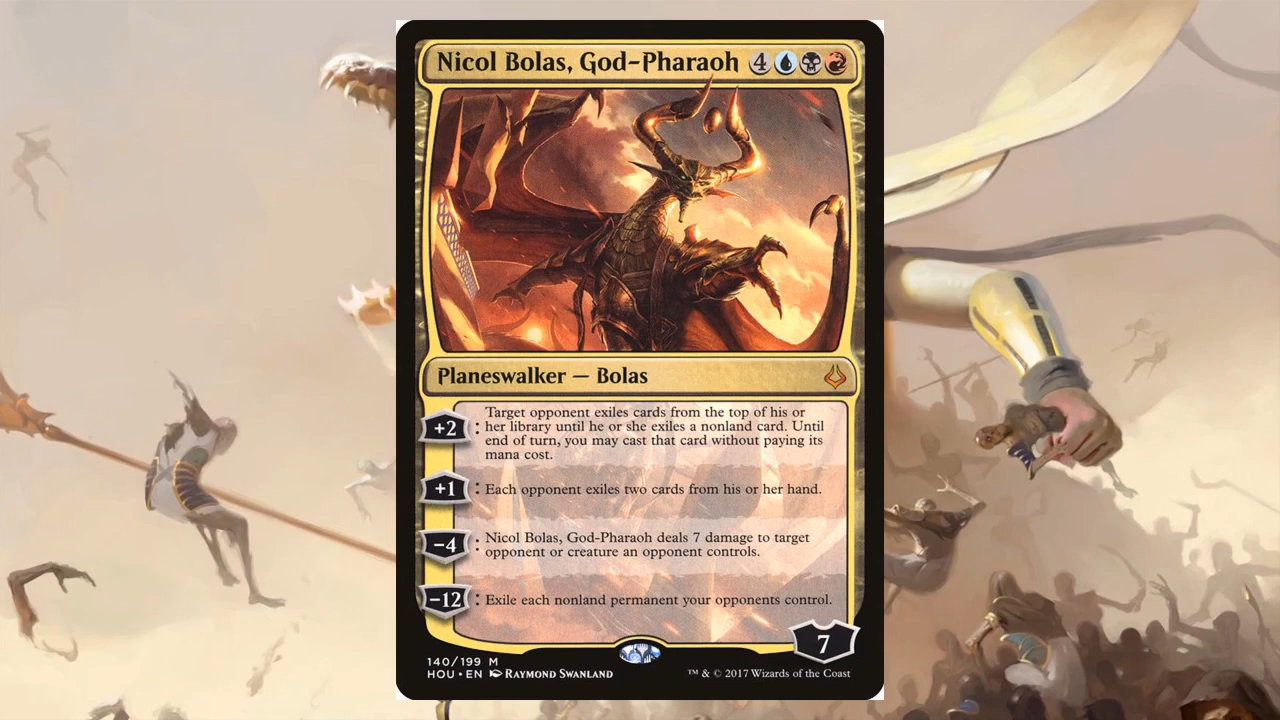 Nicol Bolas, God-Pharaoh 4
Planeswalker — Bolas
+2 : Target opponent exiles cards from the top of his or
her library until he or she exiles a nonland card. Until
end of turn, you may cast that card without paying its
mana cost.
+1 : Each opponent exiles two cards from his or her hand.
−4 : Nicol Bolas, God-Pharaoh deals 7 damage to target
opponent or creature an opponent controls.
−12 : Exile each nonland permanent your opponents control.
7
140/199 M
HOU • EN Raymond Swanland ™ & © 2017 Wizards of the Coast